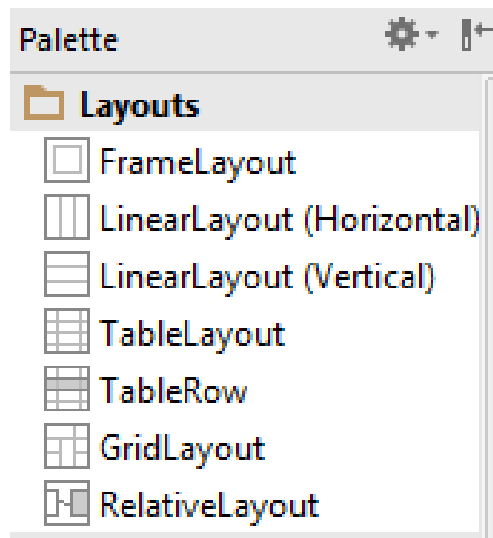 Palette
Layouts
FrameLayout
LinearLayout (Horizontal)
LinearLayout (Vertical)
TableLayout
TableRow
GridLayout
RelativeLayout